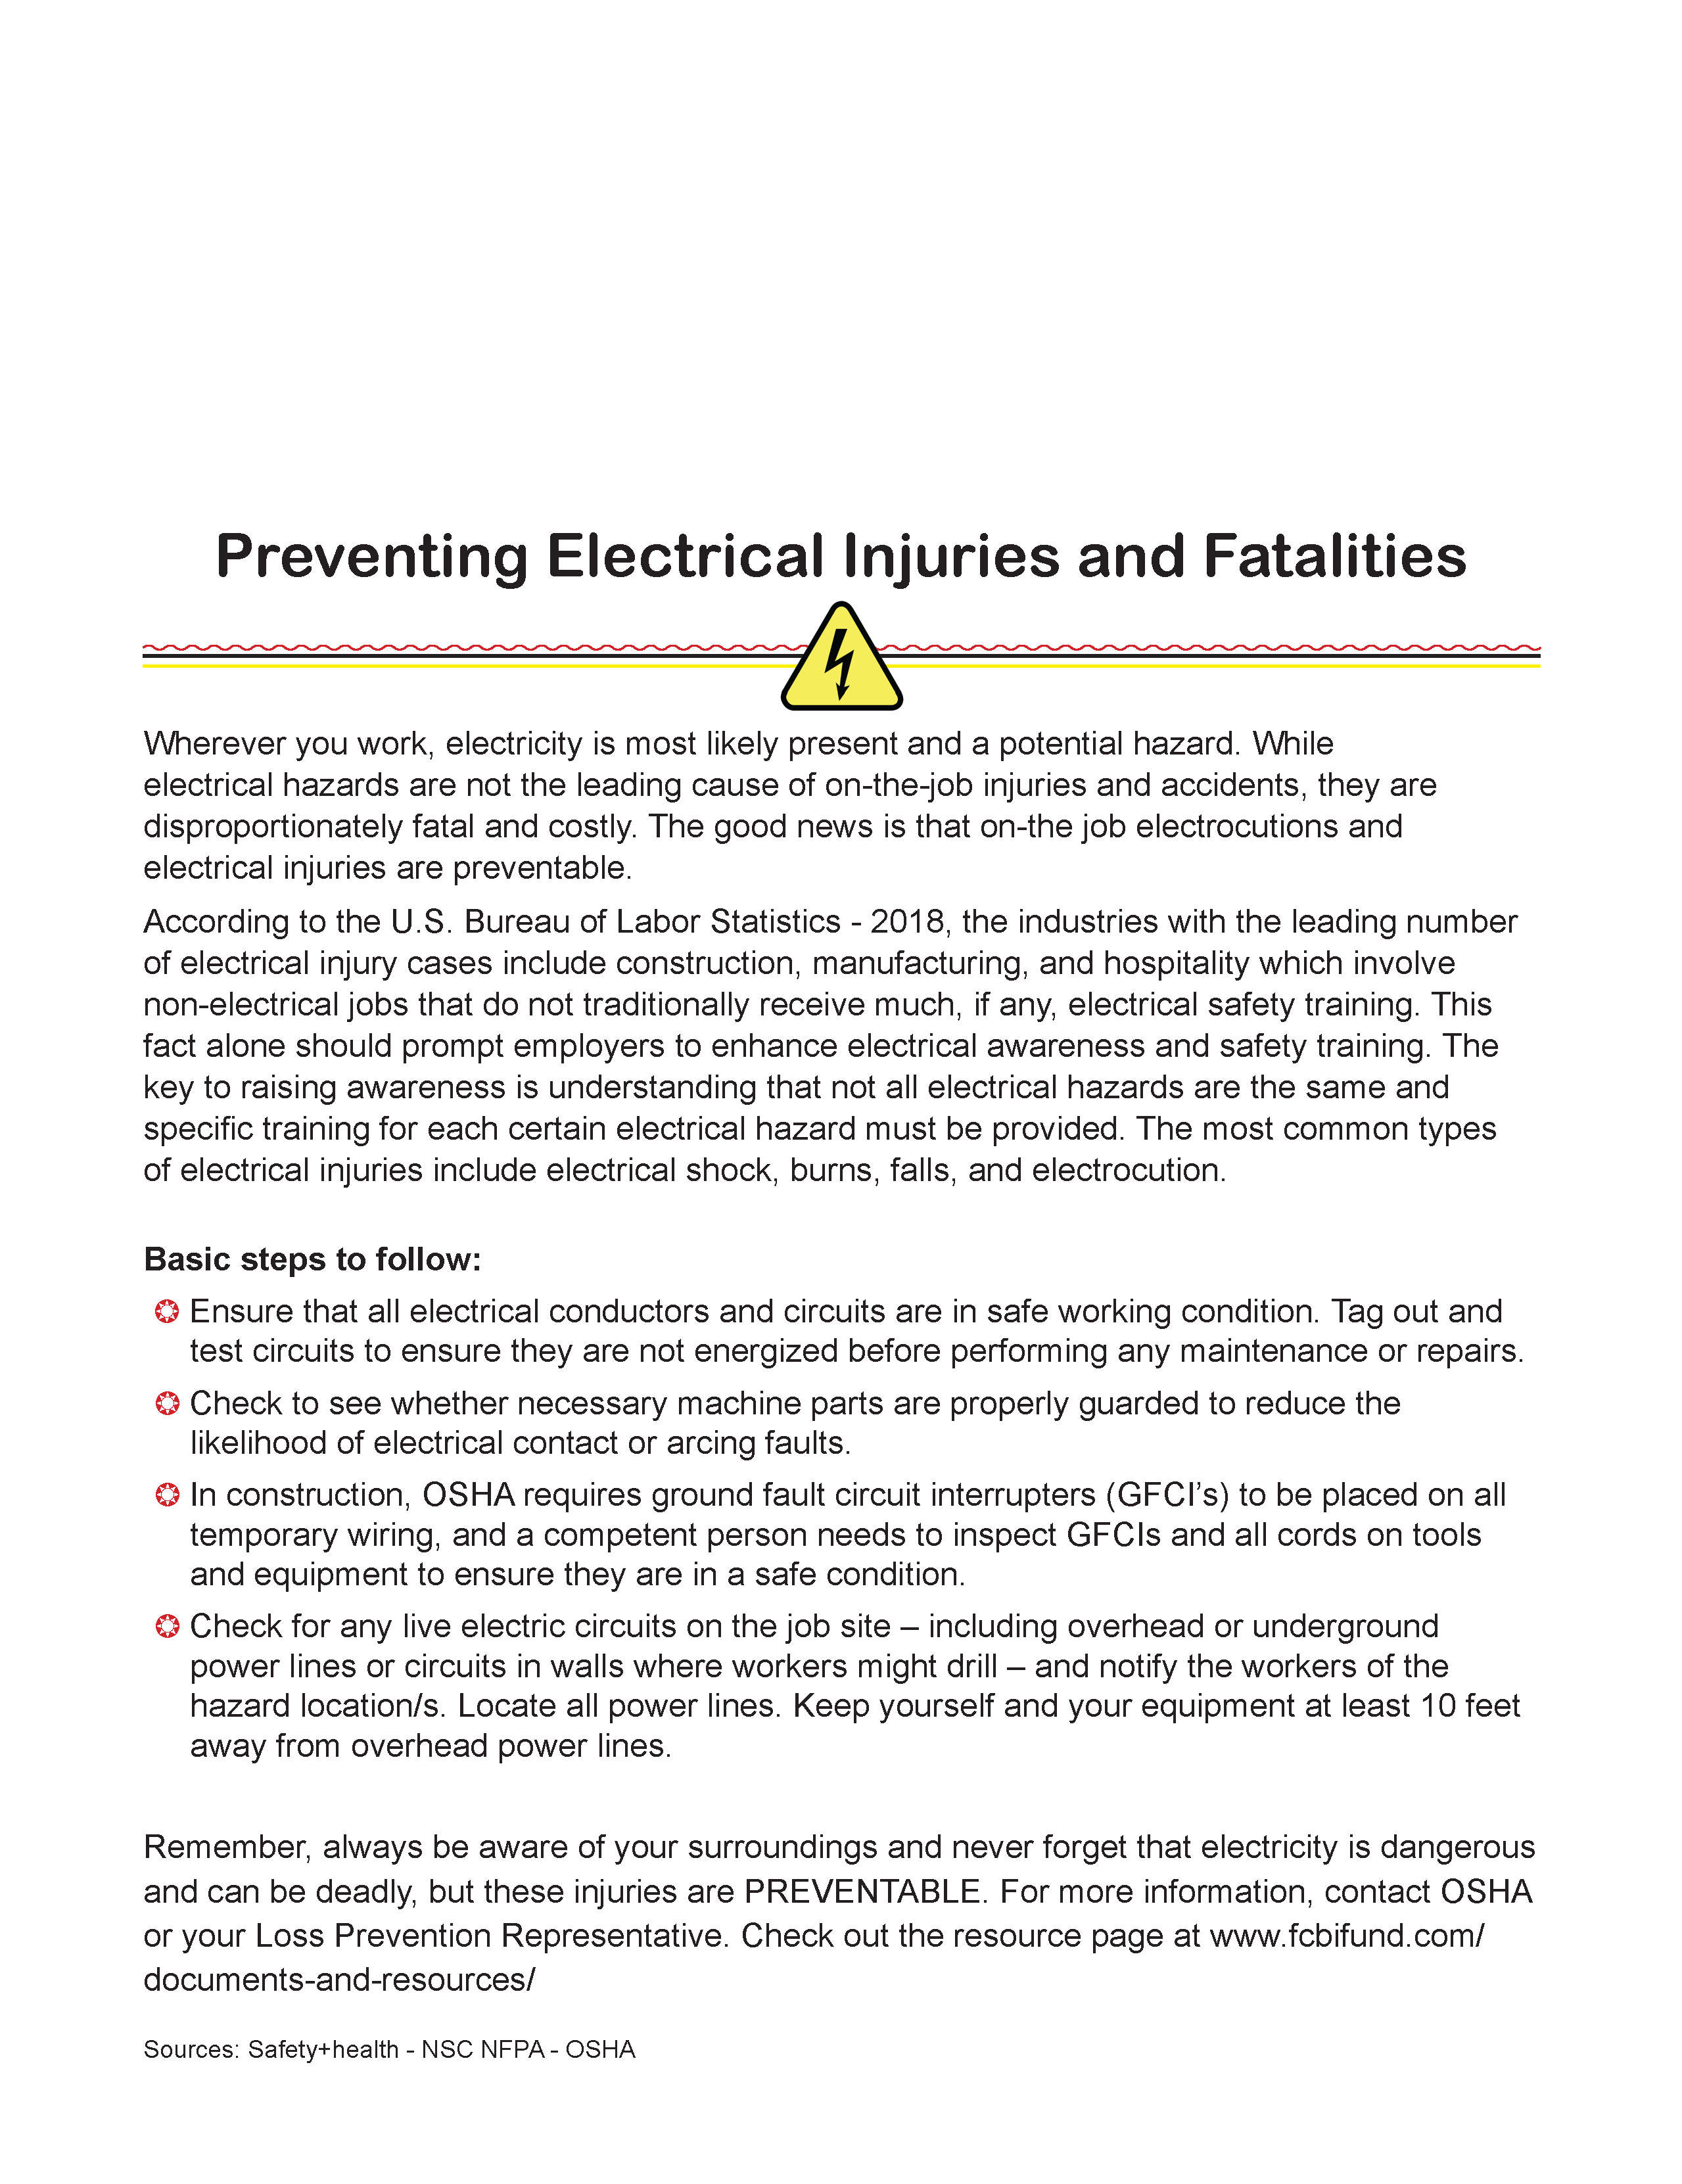 Preventing Electrical Injuries and Fatalities
Wherever you work, electricity is most likely present and a potential hazard. While
electrical hazards are not the leading cause of on-the-job injuries and accidents, they are
disproportionately fatal and costly. The good news is that on-the job electrocutions and
electrical injuries are preventable.
According to the U.S. Bureau of Labor Statistics - 2018, the industries with the leading number
of electrical injury cases include construction, manufacturing, and hospitality which involve
non-electrical jobs that do not traditionally receive much, if any, electrical safety training. This
fact alone should prompt employers to enhance electrical awareness and safety training. The
key to raising awareness is understanding that not all electrical hazards are the same and
specific training for each certain electrical hazard must be provided. The most common types
of electrical injuries include electrical shock, burns, falls, and electrocution.
Basic steps to follow:
Ensure that all electrical conductors and circuits are in safe working condition. Tag out and
test circuits to ensure they are not energized before performing any maintenance or repairs.
Check to see whether necessary machine parts are properly guarded to reduce the
likelihood of electrical contact or arcing faults.
In construction, OSHA requires ground fault circuit interrupters (GFCI’s) to be placed on all
temporary wiring, and a competent person needs to inspect GFCIs and all cords on tools
and equipment to ensure they are in a safe condition.
Check for any live electric circuits on the job site – including overhead or underground
power lines or circuits in walls where workers might drill – and notify the workers of the
hazard location/s. Locate all power lines. Keep yourself and your equipment at least 10 feet
away from overhead power lines.
Remember, always be aware of your surroundings and never forget that electricity is dangerous
and can be deadly, but these injuries are PREVENTABLE. For more information, contact OSHA
or your Loss Prevention Representative. Check out the resource page at www.fcbifund.com/
documents-and-resources/
Sources: Safety+health - NSC NFPA - OSHA